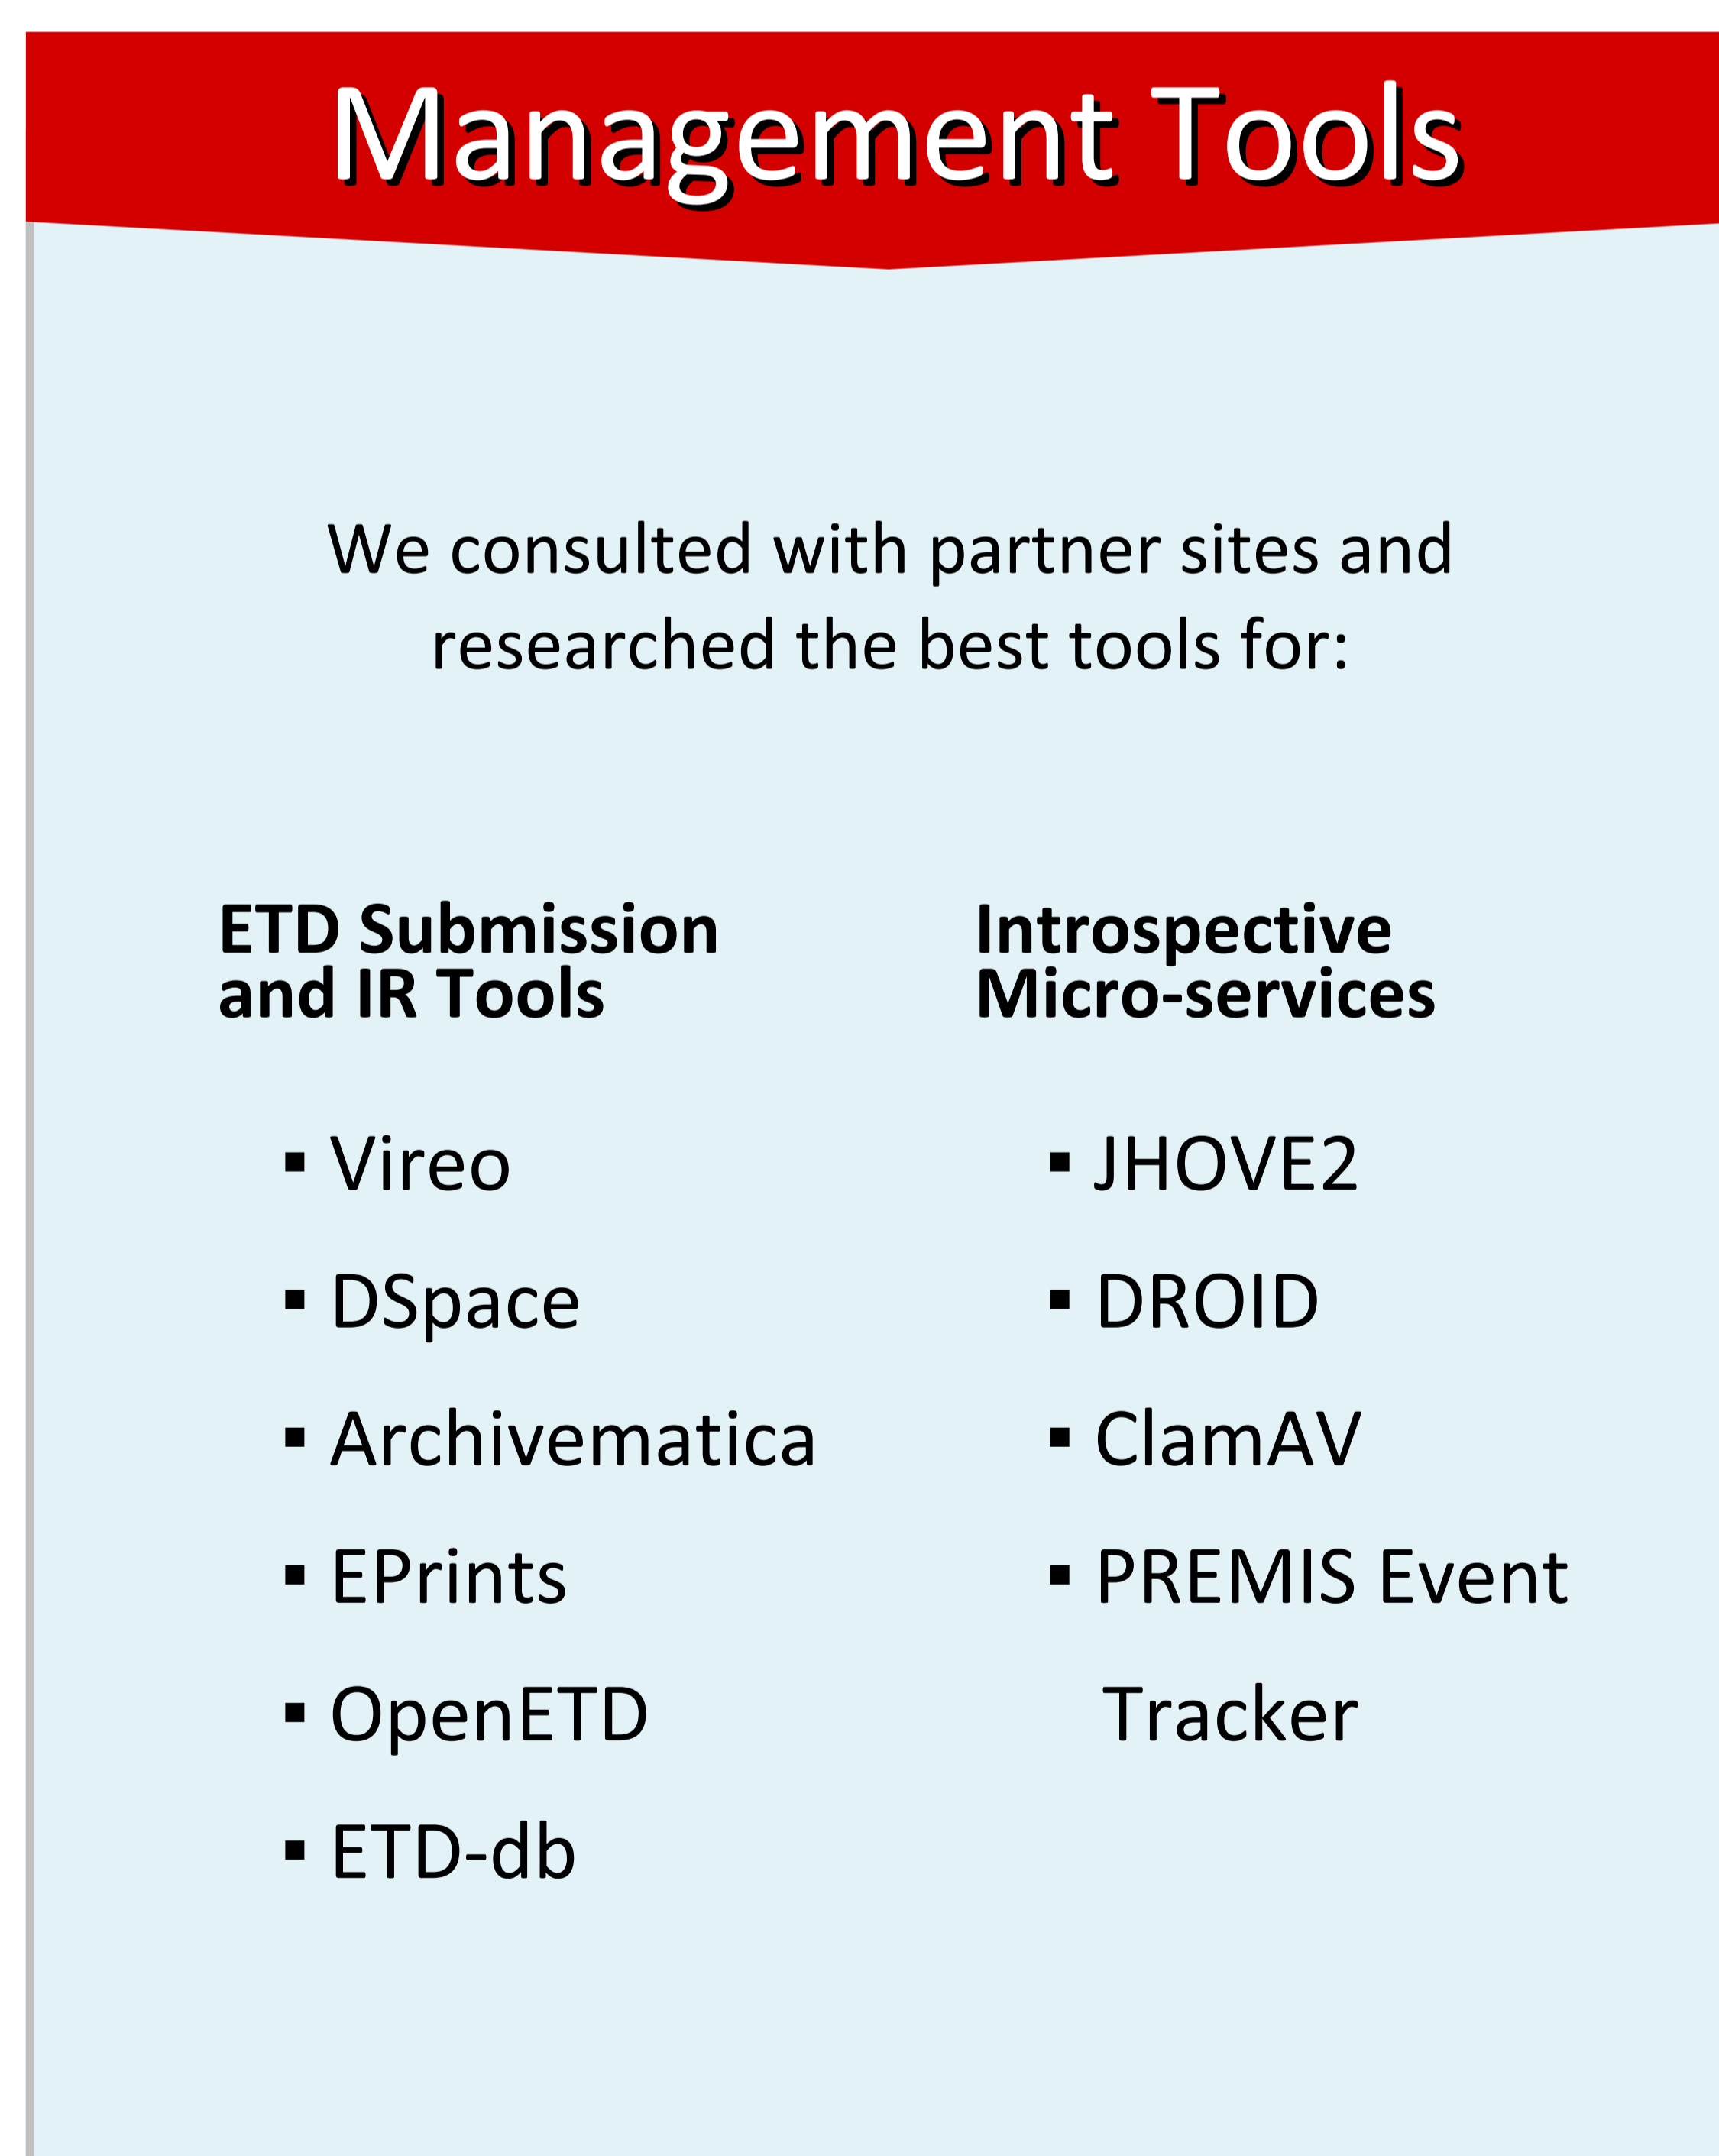 Management Tools
We consulted with partner sites and
researched the best tools for:
ETD Submission
and IR Tools
▪ Vireo
▪ DSpace
▪ Archivematica
▪ EPrints
▪ OpenETD
▪ ETD-db
Introspective
Micro-services
▪ JHOVE2
▪ DROID
▪ ClamAV
▪ PREMIS Event
Tracker